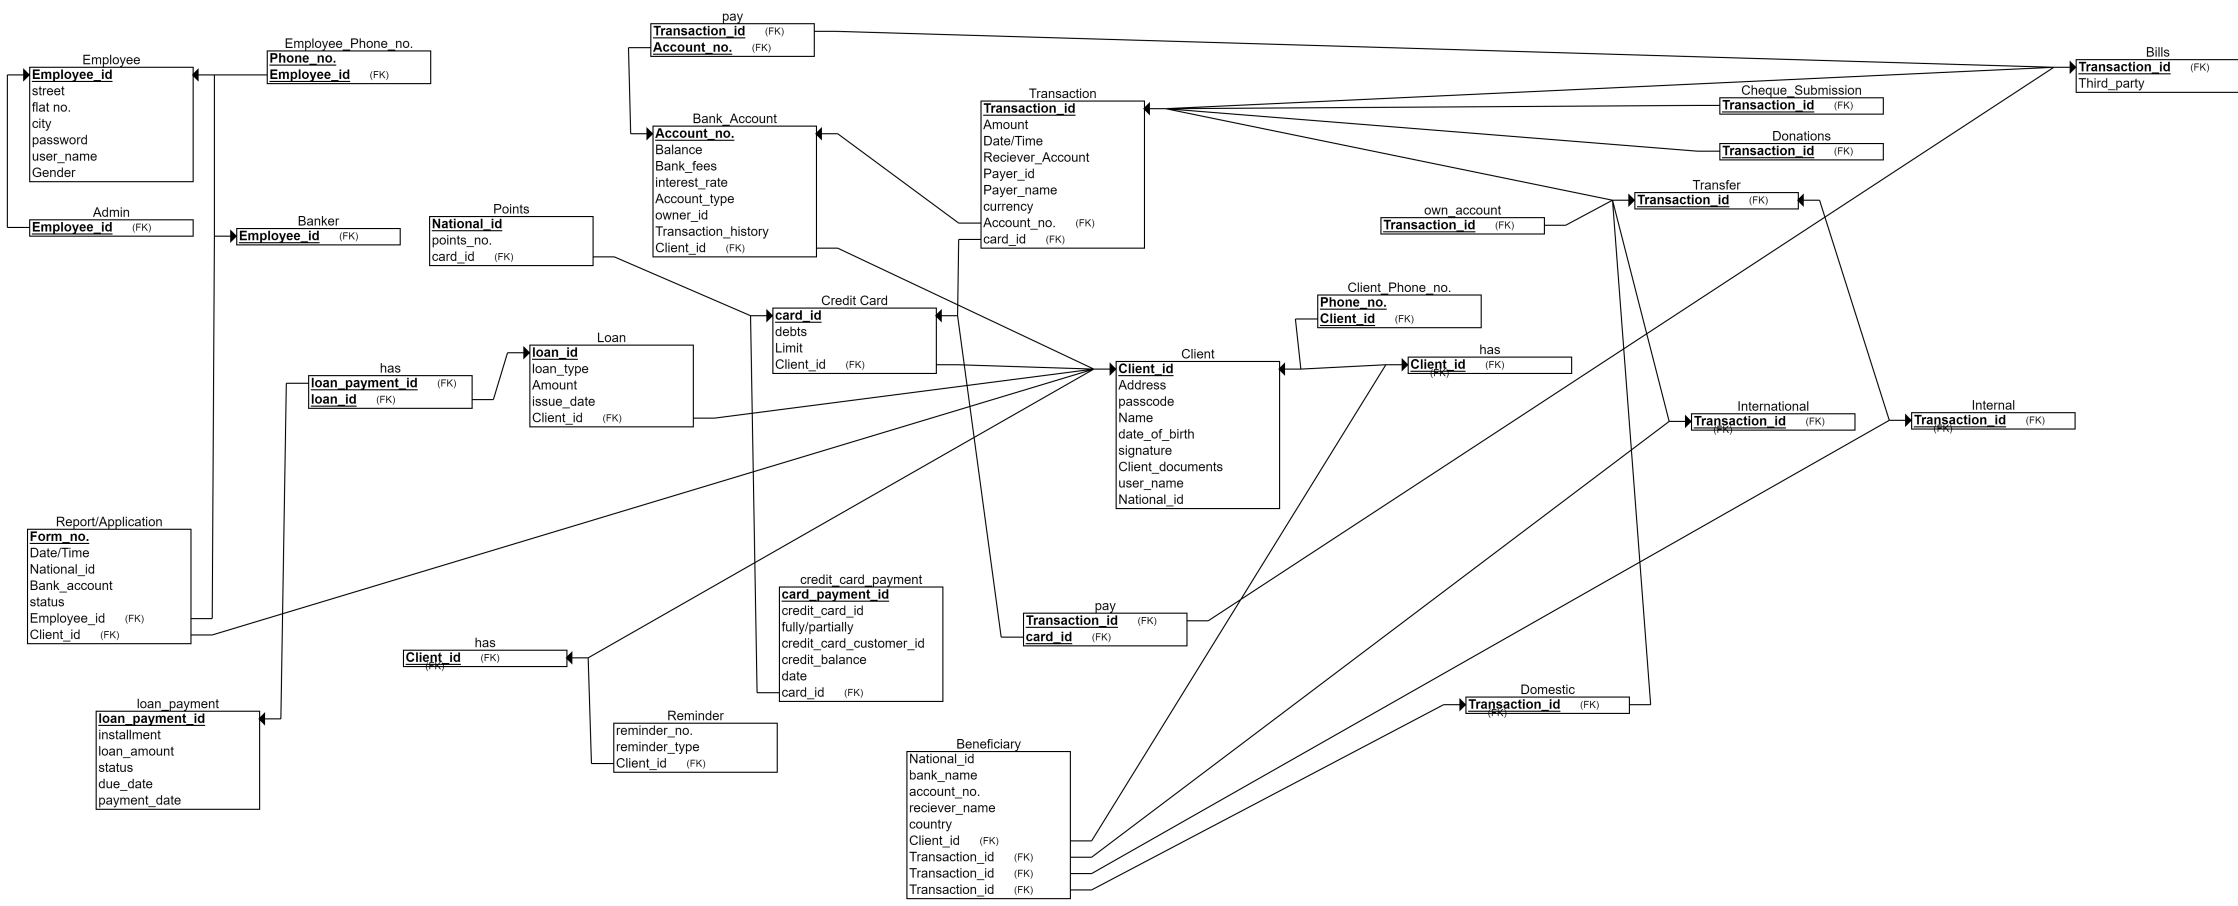 pay
Transaction_id (FK)
Account_no. (FK)
Employee_Phone_no.
Phone_no.
Employee_id (FK)
Employee
Employee_id
street
flat no.
city
password
user_name
Gender
Bills
Transaction_id (FK)
Third_party
Cheque_Submission
Transaction_id (FK)
Transaction
Transaction_id
Amount
Date/Time
Reciever_Account
Payer_id
Payer_name
currency
Account_no. (FK)
card_id (FK)
Bank_Account
Account_no.
Balance
Bank_fees
interest_rate
Account_type
owner_id
Transaction_history
Client_id (FK)
Donations
Transaction_id (FK)
Transfer
Transaction_id (FK)
own_account
Transaction_id (FK)
Admin
Employee_id (FK)
Banker
Employee_id (FK)
Points
National_id
points_no.
card_id (FK)
Client_Phone_no.
Phone_no.
Client_id (FK)
Credit Card
card_id
debts
Limit
Client_id (FK)
Loan
loan_id
loan_type
Amount
issue_date
Client_id (FK)
has
loan_payment_id (FK)
loan_id (FK)
Client
Client_id
Address
passcode
Name
date_of_birth
signature
Client_documents
user_name
National_id
has
Client_id (FK)
(FK)
International
Transaction_id (FK)
(FK)
Internal
Transaction_id (FK)
(FK)
Report/Application
Form_no.
Date/Time
National_id
Bank_account
status
Employee_id (FK)
Client_id (FK)
credit_card_payment
card_payment_id
credit_card_id
fully/partially
credit_card_customer_id
credit_balance
date
card_id (FK)
pay
Transaction_id (FK)
card_id (FK)
has
Client_id (FK)
(FK)
Domestic
Transaction_id (FK)
(FK)
loan_payment
loan_payment_id
installment
loan_amount
status
due_date
payment_date
Reminder
reminder_no.
reminder_type
Client_id (FK)
Beneficiary
National_id
bank_name
account_no.
reciever_name
country
Client_id (FK)
Transaction_id (FK)
Transaction_id (FK)
Transaction_id (FK)